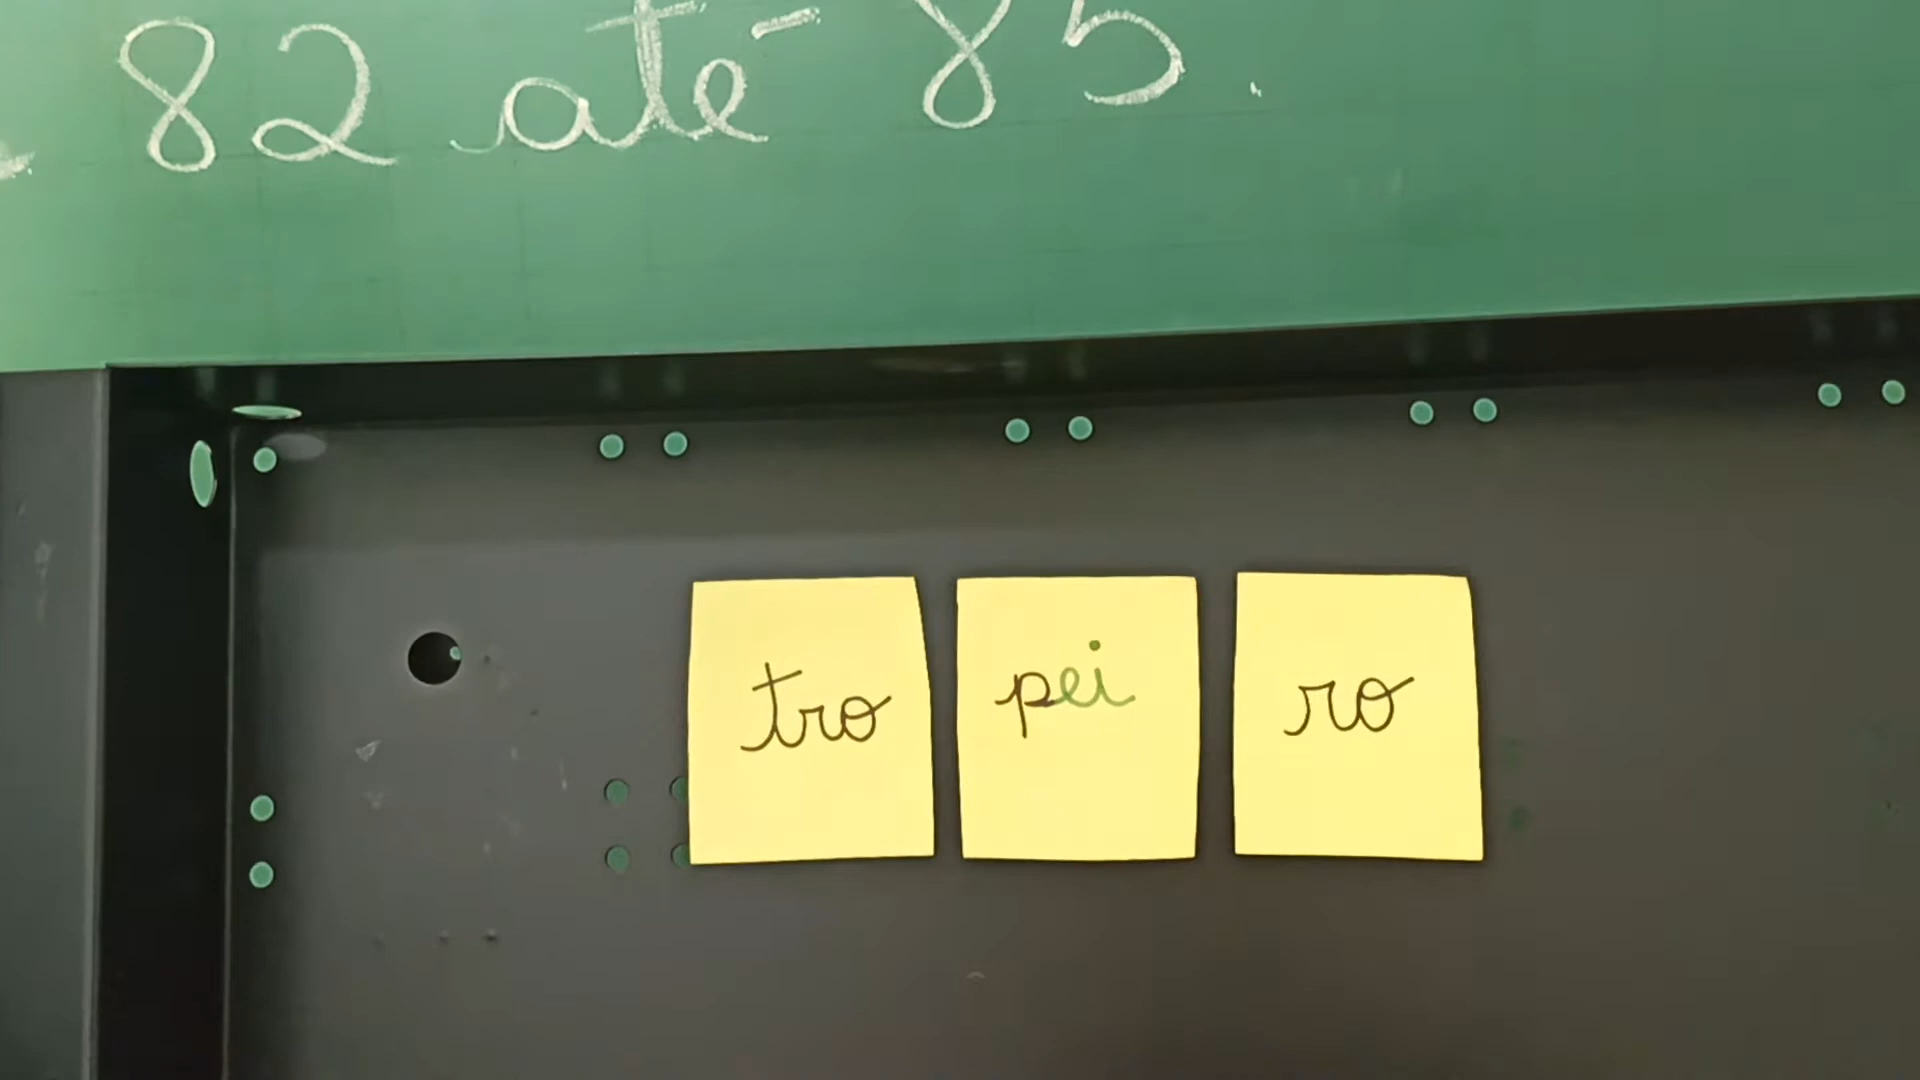 82 até 85.
tro pei ro